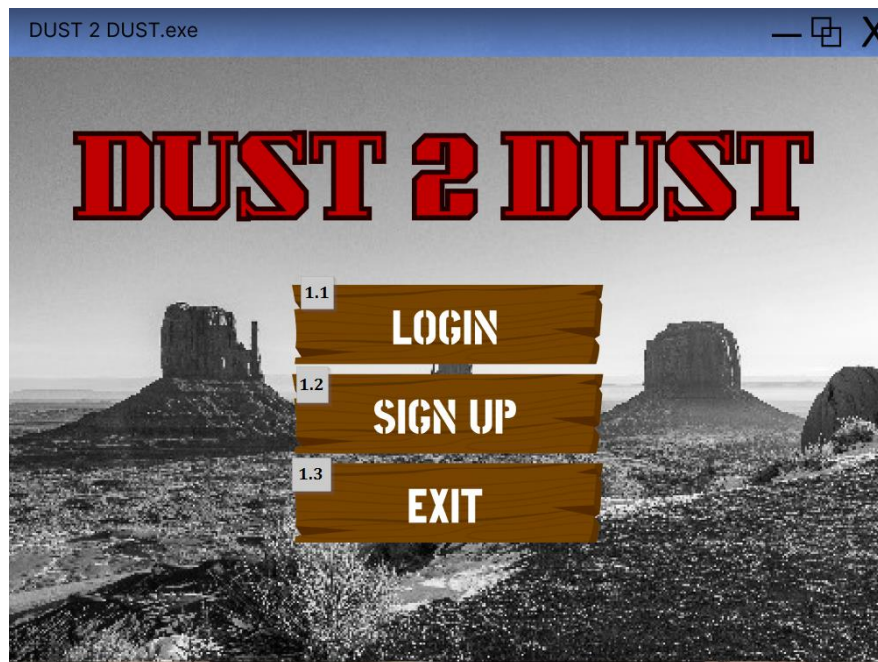 DUST 2 DUST.exe
DUST 2 DUST
1.1
LOGIN
1.2
SIGN UP
1.3
EXIT